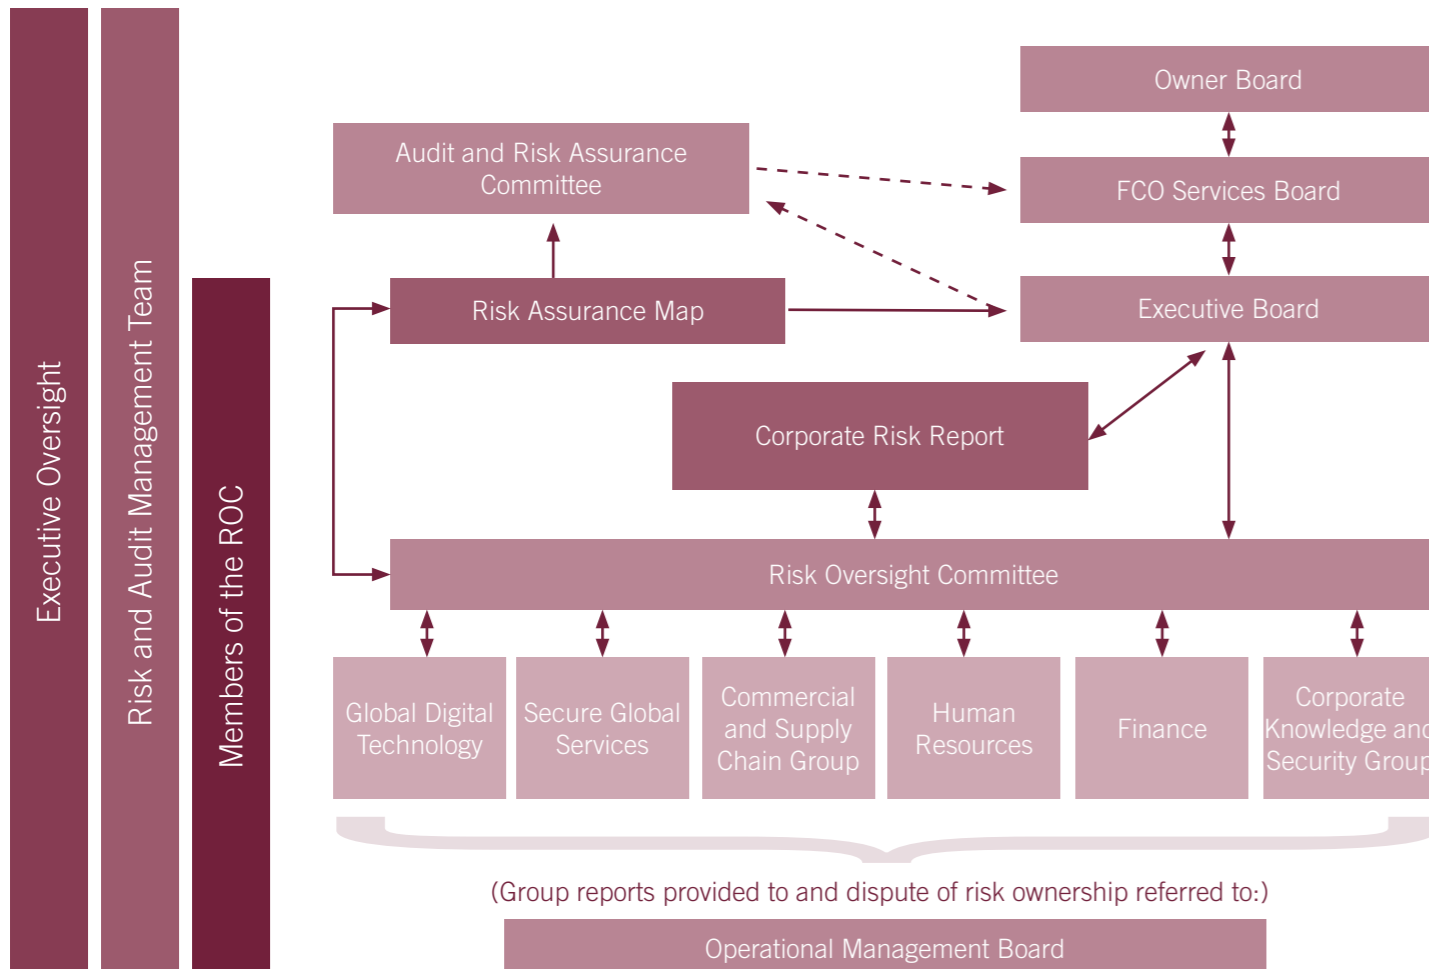 Executive Oversight
Risk and Audit Management Team
Members of the ROC
Owner Board
Audit and Risk Assurance
Committee
FCO Services Board
Risk Assurance Map
Executive Board
Corporate Risk Report
Risk Oversight Committee
Global Digital
Technology
Secure Global
Services
Commercial
and Supply
Chain Group
Human
Resources
Finance
Corporate
Knowledge and
Security Group
(Group reports provided to and dispute of risk ownership referred to:)
Operational Management Board